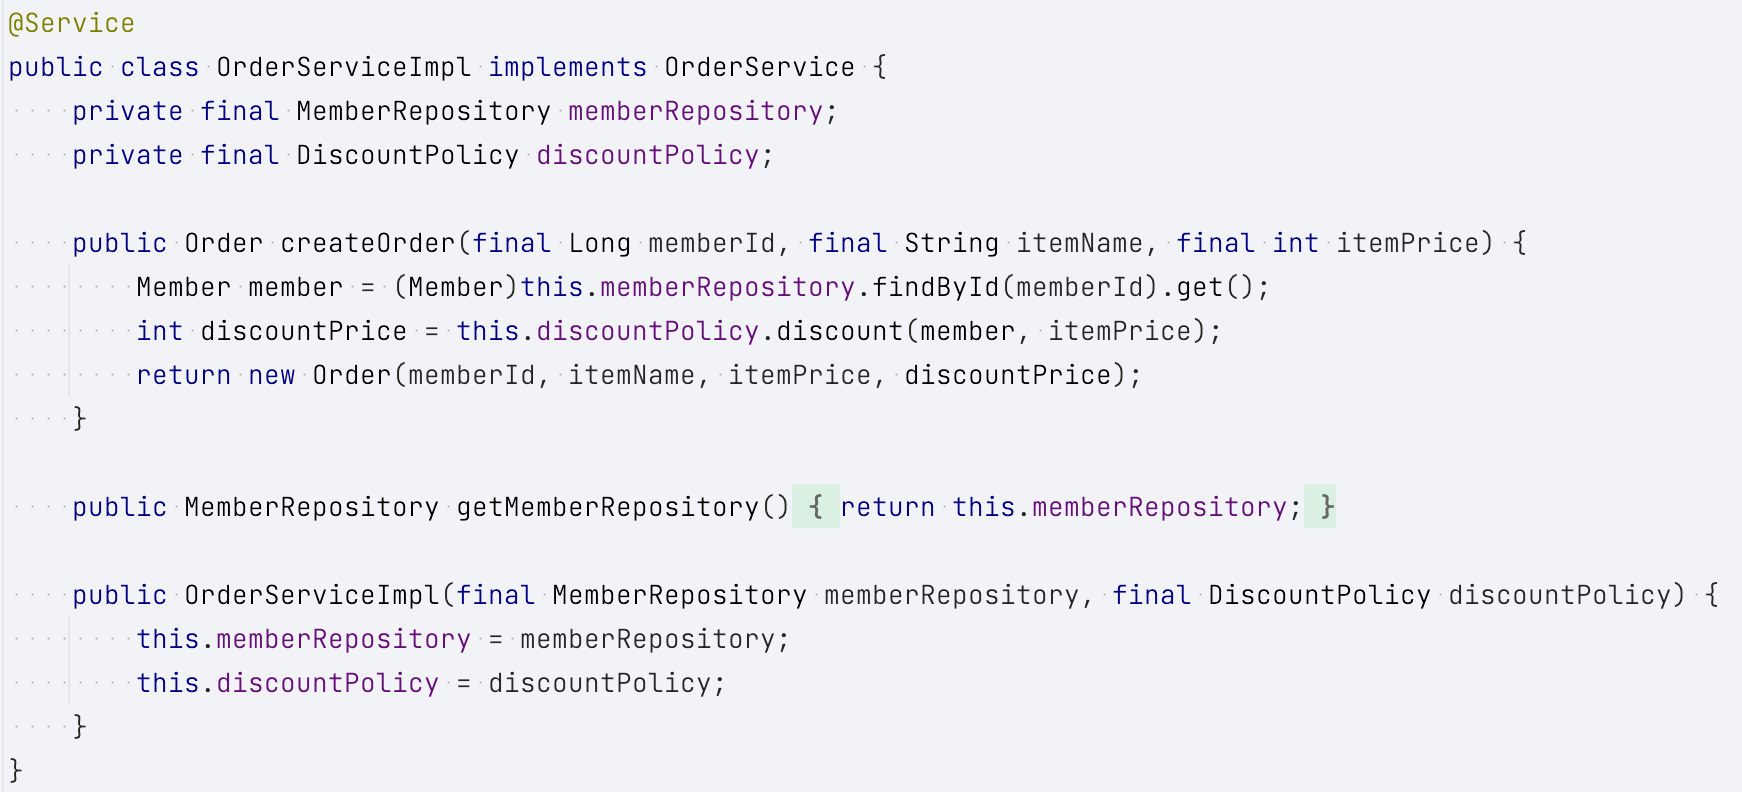 @Service
public class OrderServiceImpl implements OrderService {
    private final MemberRepository memberRepository;
    private final DiscountPolicy discountPolicy;

    public Order createOrder(final Long memberId, final String itemName, final int itemPrice) {
        Member member = (Member)this.memberRepository.findById(memberId).get();
        int discountPrice = this.discountPolicy.discount(member, itemPrice);
        return new Order(memberId, itemName, itemPrice, discountPrice);
    }

    public MemberRepository getMemberRepository() { return this.memberRepository; }

    public OrderServiceImpl(final MemberRepository memberRepository, final DiscountPolicy discountPolicy) {
        this.memberRepository = memberRepository;
        this.discountPolicy = discountPolicy;
    }
}